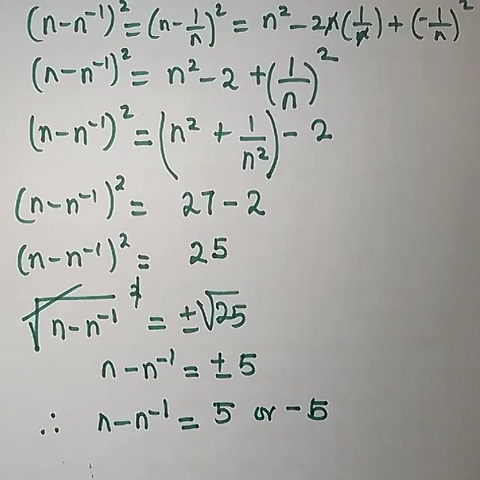 (n-n⁻¹)² = (n-1/n)² = n² - 2n(1/n) + (-1/n)²
(n-n⁻¹)² = n² - 2 + (1/n)²
(n-n⁻¹)² = (n² + 1/n²) - 2
(n-n⁻¹)² = 27-2
(n-n⁻¹)² = 25
√n-n⁻¹ ² = ±√25
n-n⁻¹ = ±5
∴ n-n⁻¹ = 5 or -5